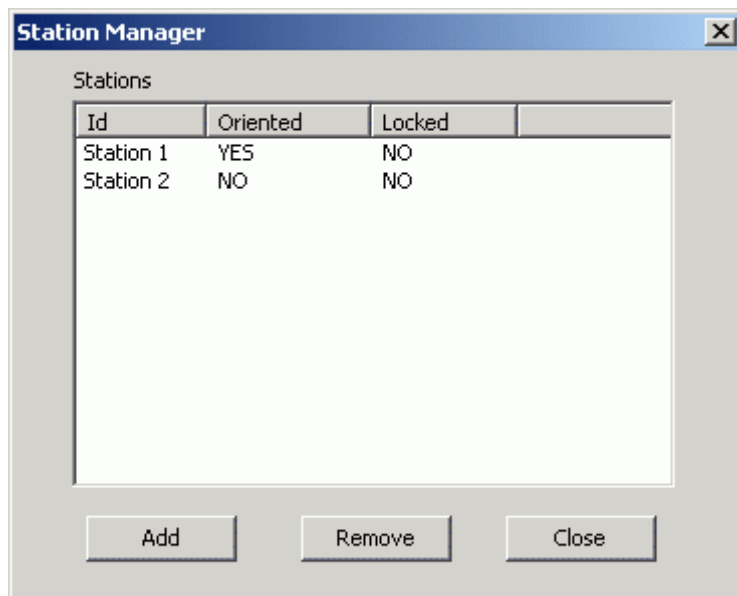 Station Manager
Stations
Id Oriented Locked
Station 1 YES NO
Station 2 NO NO
Add Remove Close